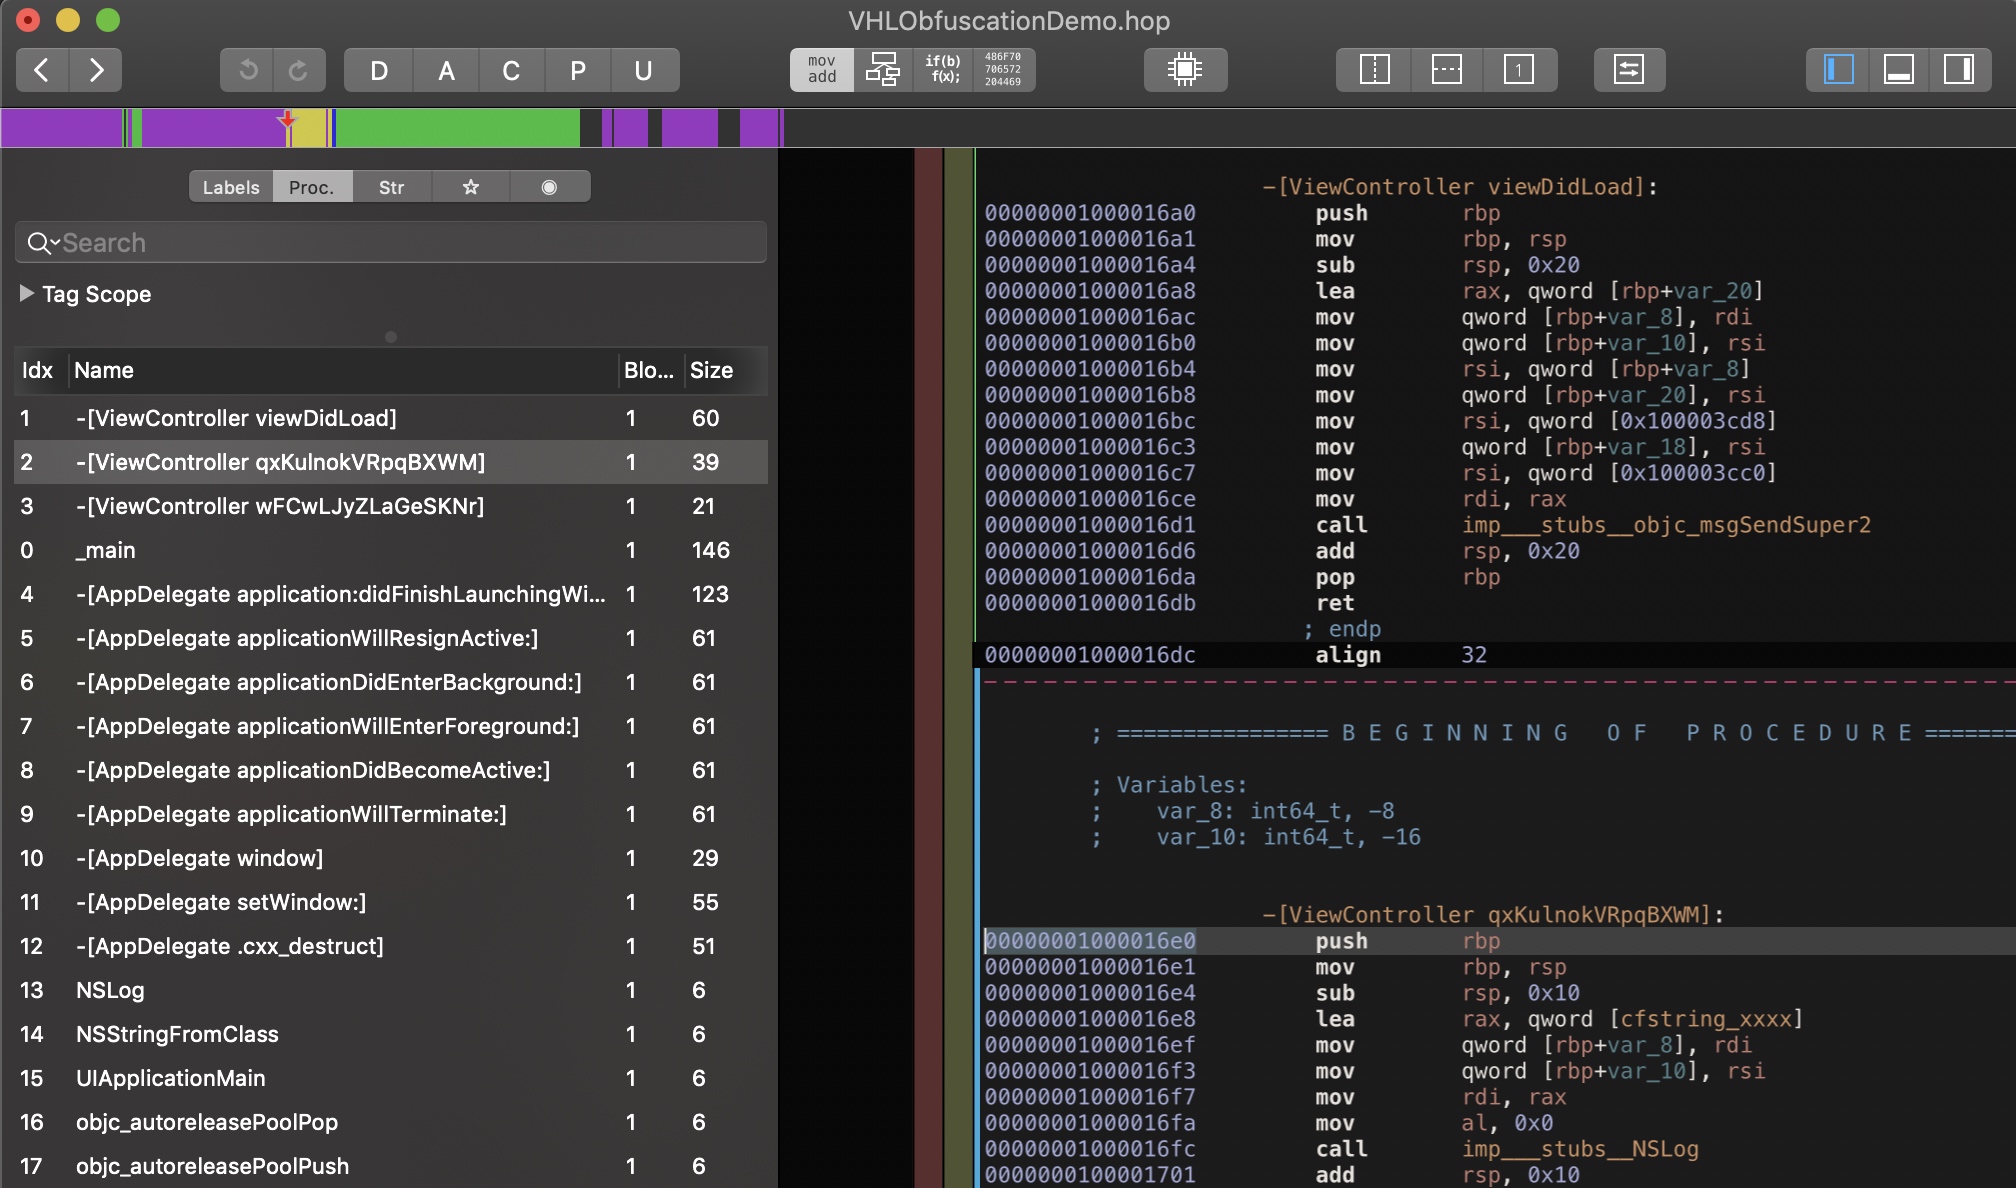 VHLObfuscationDemo.hop
D A C P U
mov
add
if(b)
f(x);
486F70
706572
204469
1
Labels Proc. Str
Search
Tag Scope
Idx Name Blo... Size
1 -[ViewController viewDidLoad] 1 60
2 -[ViewController qxKulnokVRpqBXWM] 1 39
3 -[ViewController wFCwLJyZLaGeSKNr] 1 21
0 _main 1 146
4 -[AppDelegate application:didFinishLaunchingWi... 1 123
5 -[AppDelegate applicationWillResignActive:] 1 61
6 -[AppDelegate applicationDidEnterBackground:] 1 61
7 -[AppDelegate applicationWillEnterForeground:] 1 61
8 -[AppDelegate applicationDidBecomeActive:] 1 61
9 -[AppDelegate applicationWillTerminate:] 1 61
10 -[AppDelegate window] 1 29
11 -[AppDelegate setWindow:] 1 55
12 -[AppDelegate .cxx_destruct] 1 51
13 NSLog 1 6
14 NSStringFromClass 1 6
15 UIApplicationMain 1 6
16 objc_autoreleasePoolPop 1 6
17 objc_autoreleasePoolPush 1 6
-[ViewController viewDidLoad]:
00000001000016a0 push rbp
00000001000016a1 mov rbp, rsp
00000001000016a4 sub rsp, 0x20
00000001000016a8 lea rax, qword [rbp+var_20]
00000001000016ac mov qword [rbp+var_8], rdi
00000001000016b0 mov qword [rbp+var_10], rsi
00000001000016b4 mov rsi, qword [rbp+var_8]
00000001000016b8 mov qword [rbp+var_20], rsi
00000001000016bc mov rsi, qword [0x100003cd8]
00000001000016c3 mov qword [rbp+var_18], rsi
00000001000016c7 mov rsi, qword [0x100003cc0]
00000001000016ce mov rdi, rax
00000001000016d1 call imp___stubs__objc_msgSendSuper2
00000001000016d6 add rsp, 0x20
00000001000016da pop rbp
00000001000016db ret
; endp
00000001000016dc align 32
; ================ B E G I N N I N G   O F   P R O C E D U R E =======
; Variables:
; var_8: int64_t, -8
; var_10: int64_t, -16
-[ViewController qxKulnokVRpqBXWM]:
00000001000016e0 push rbp
00000001000016e1 mov rbp, rsp
00000001000016e4 sub rsp, 0x10
00000001000016e8 lea rax, qword [cfstring_xxxx]
00000001000016ef mov qword [rbp+var_8], rdi
00000001000016f3 mov qword [rbp+var_10], rsi
00000001000016f7 mov rdi, rax
00000001000016fa mov al, 0x0
00000001000016fc call imp___stubs__NSLog
0000000100001701 add rsp, 0x10